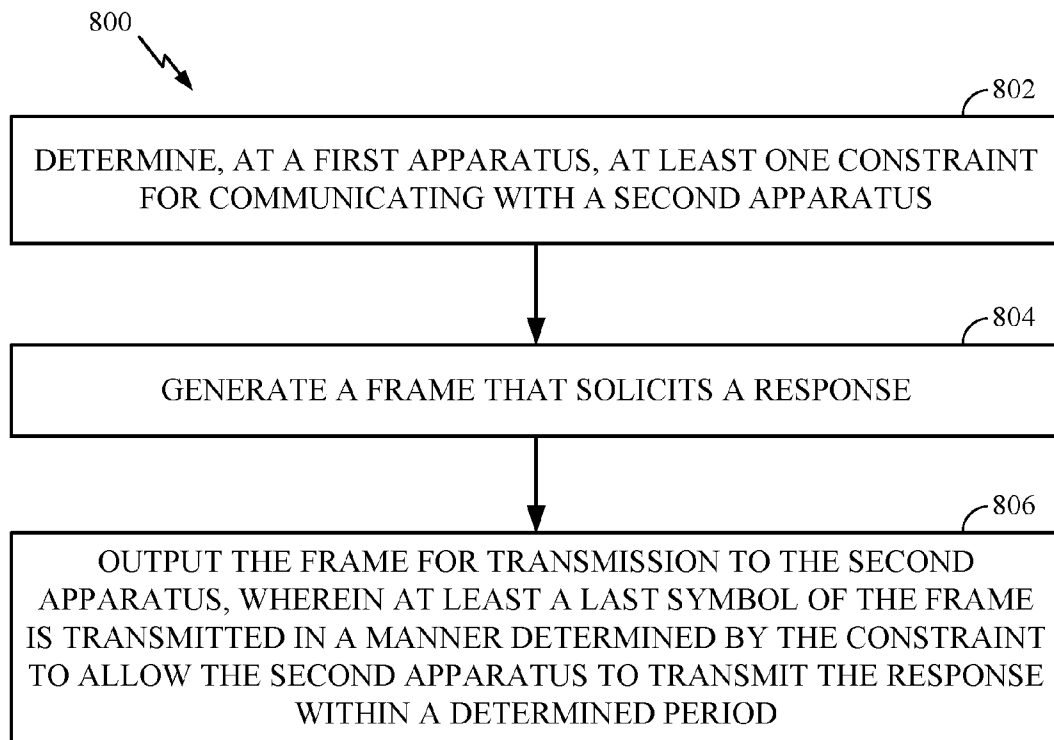 800
802
DETERMINE, AT A FIRST APPARATUS, AT LEAST ONE CONSTRAINT
FOR COMMUNICATING WITH A SECOND APPARATUS
804
GENERATE A FRAME THAT SOLICITS A RESPONSE
806
OUTPUT THE FRAME FOR TRANSMISSION TO THE SECOND
APPARATUS, WHEREIN AT LEAST A LAST SYMBOL OF THE FRAME
IS TRANSMITTED IN A MANNER DETERMINED BY THE CONSTRAINT
TO ALLOW THE SECOND APPARATUS TO TRANSMIT THE RESPONSE
WITHIN A DETERMINED PERIOD